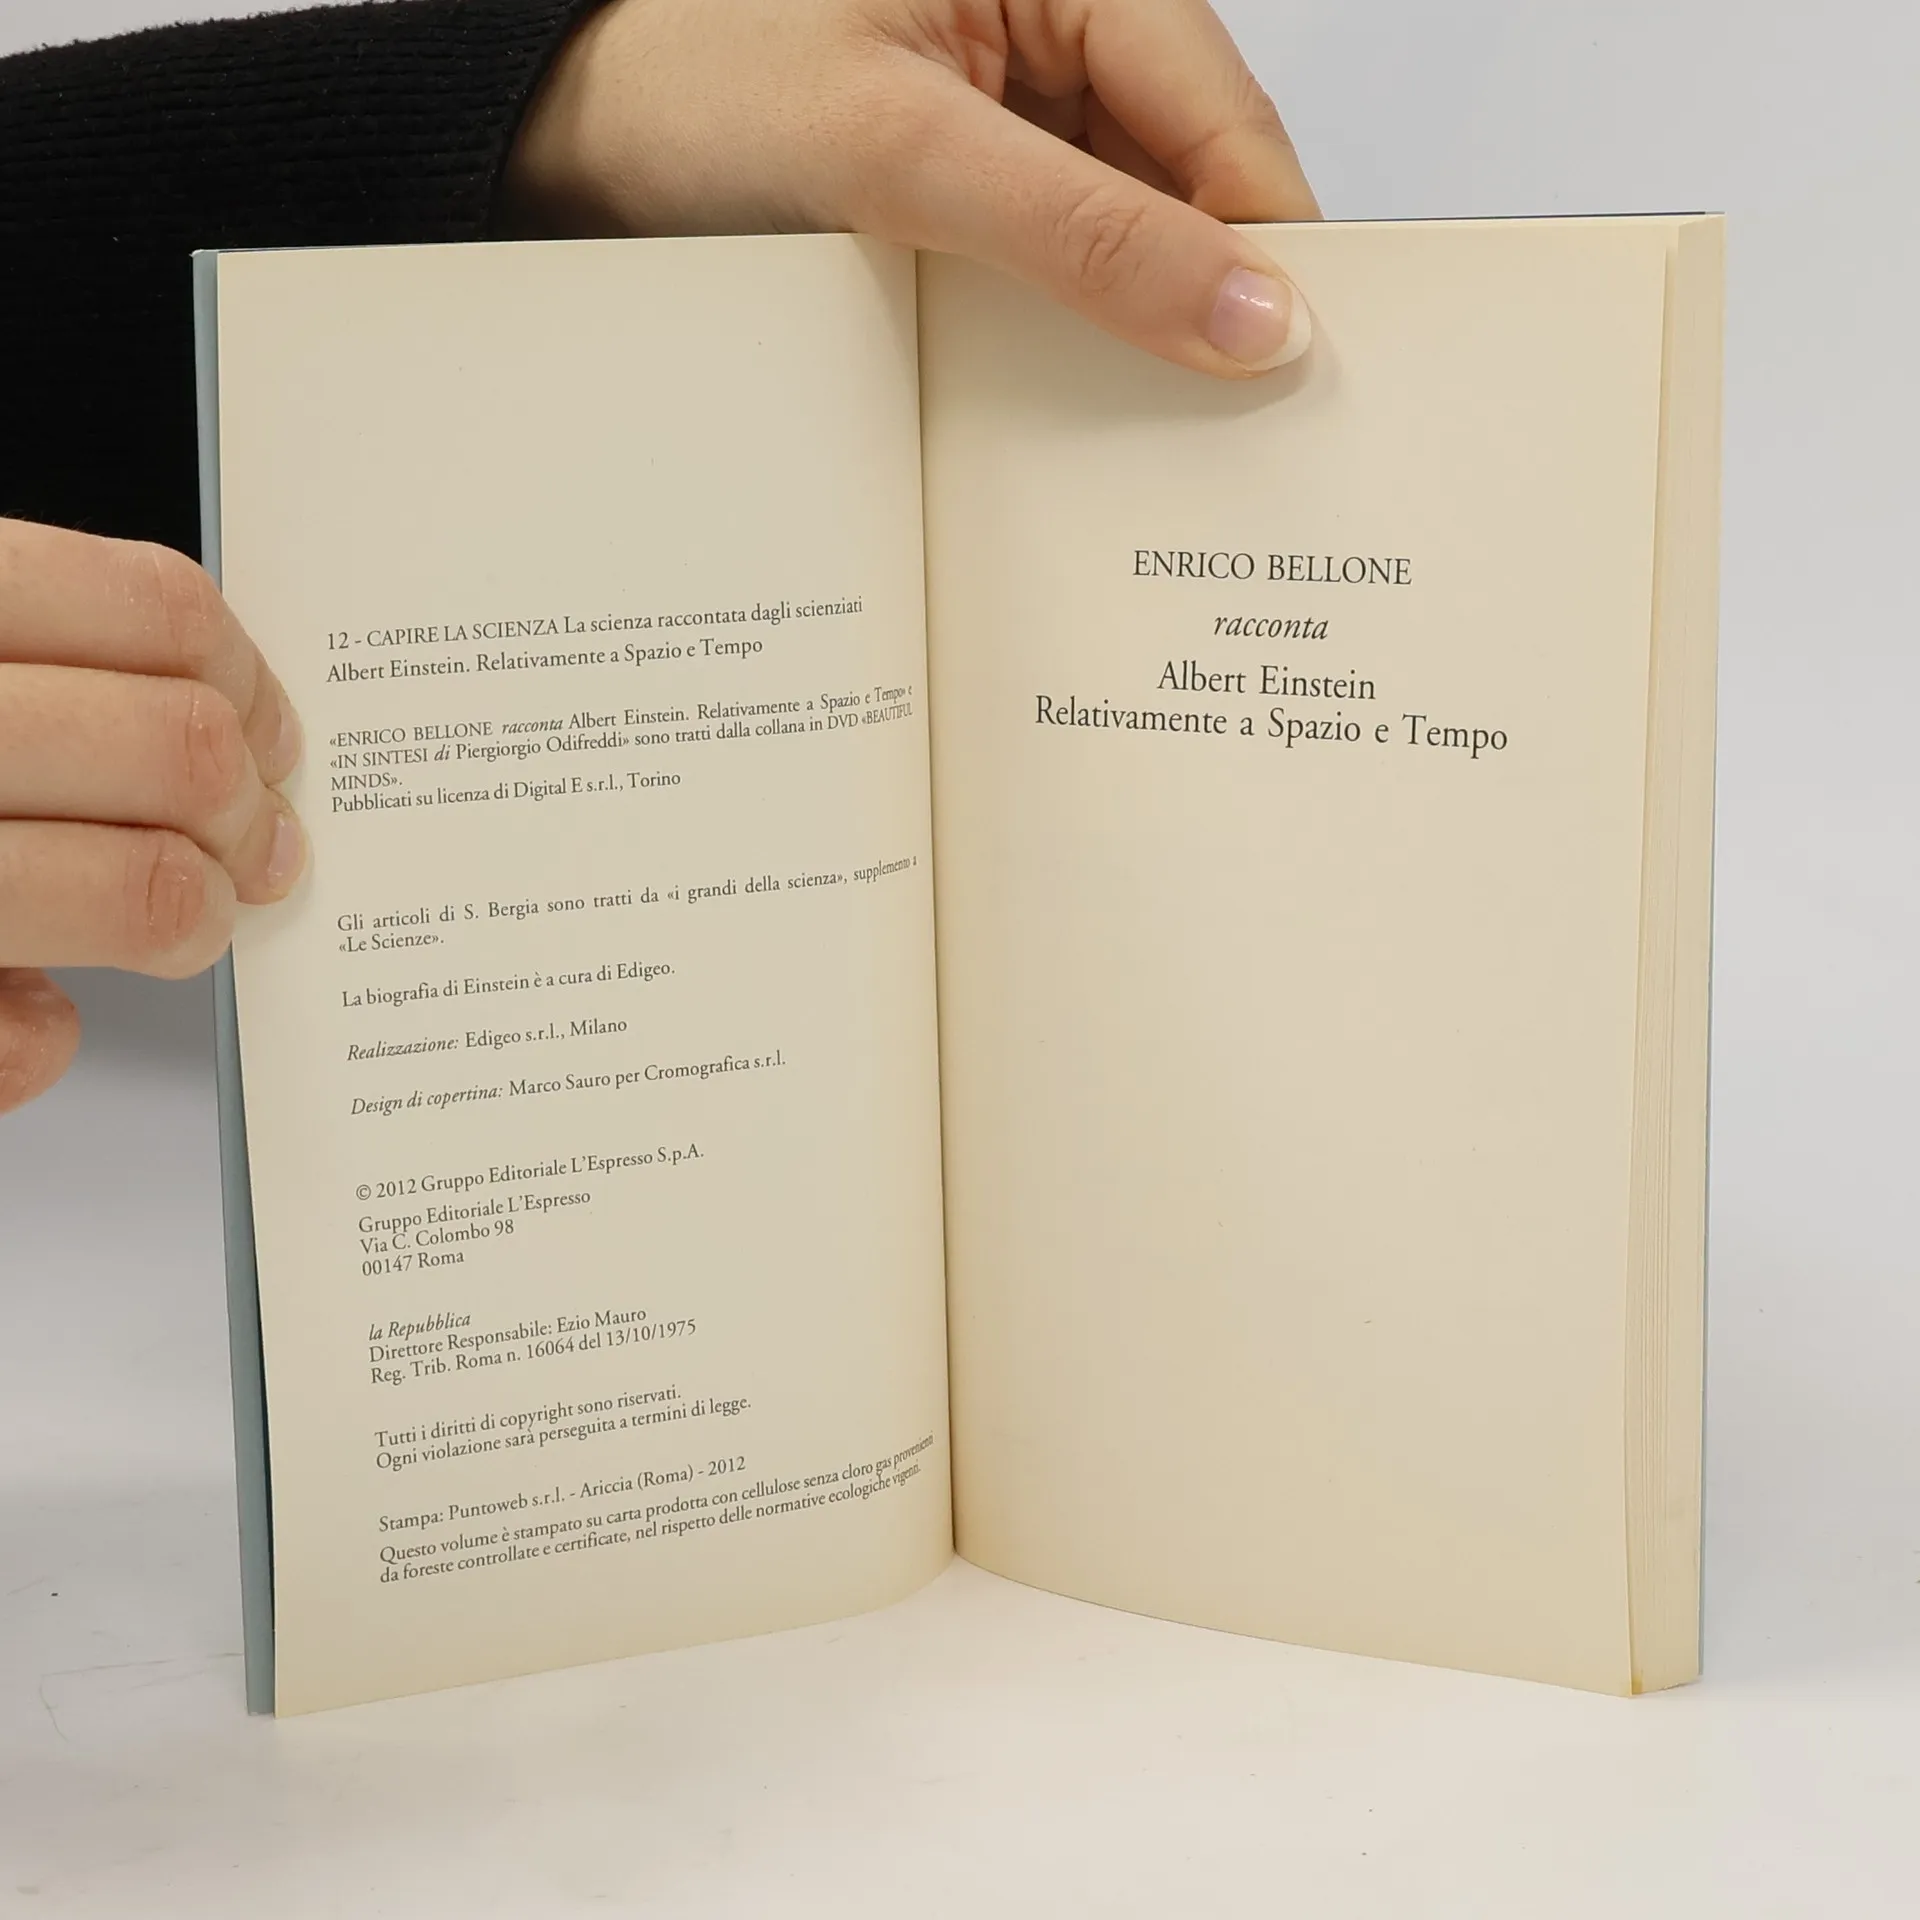 12 - CAPIRE LA SCIENZA La scienza raccontata dagli scienziati
Albert Einstein. Relativamente a Spazio e Tempo
«ENRICO BELLONE racconta Albert Einstein. Relativamente a Spazio e Tempo» e
«IN SINTESI di Piergiorgio Odifreddi» sono tratti dalla collana in DVD «BEAUTIFUL
MINDS».
Pubblicati su licenza di Digital E s.r.l., Torino
Gli articoli di S. Bergia sono tratti da «i grandi della scienza», supplemento a
«Le Scienze».
La biografia di Einstein è a cura di Edigeo.
Realizzazione: Edigeo s.r.l., Milano
Design di copertina: Marco Sauro per Cromografica s.r.l.
© 2012 Gruppo Editoriale L'Espresso S.p.A.
Gruppo Editoriale L'Espresso
Via C. Colombo 98
00147 Roma
la Repubblica
Direttore Responsabile: Ezio Mauro
Reg. Trib. Roma n. 16064 del 13/10/1975
Tutti i diritti di copyright sono riservati.
Ogni violazione sarà perseguita a termini di legge.
Stampa: Puntoweb s.r.l. - Ariccia (Roma) - 2012
Questo volume è stampato su carta prodotta con cellulose senza cloro gas provenienti
da foreste controllate e certificate, nel rispetto delle normative ecologiche vigenti.
ENRICO BELLONE
racconta
Albert Einstein
Relativamente a Spazio e Tempo